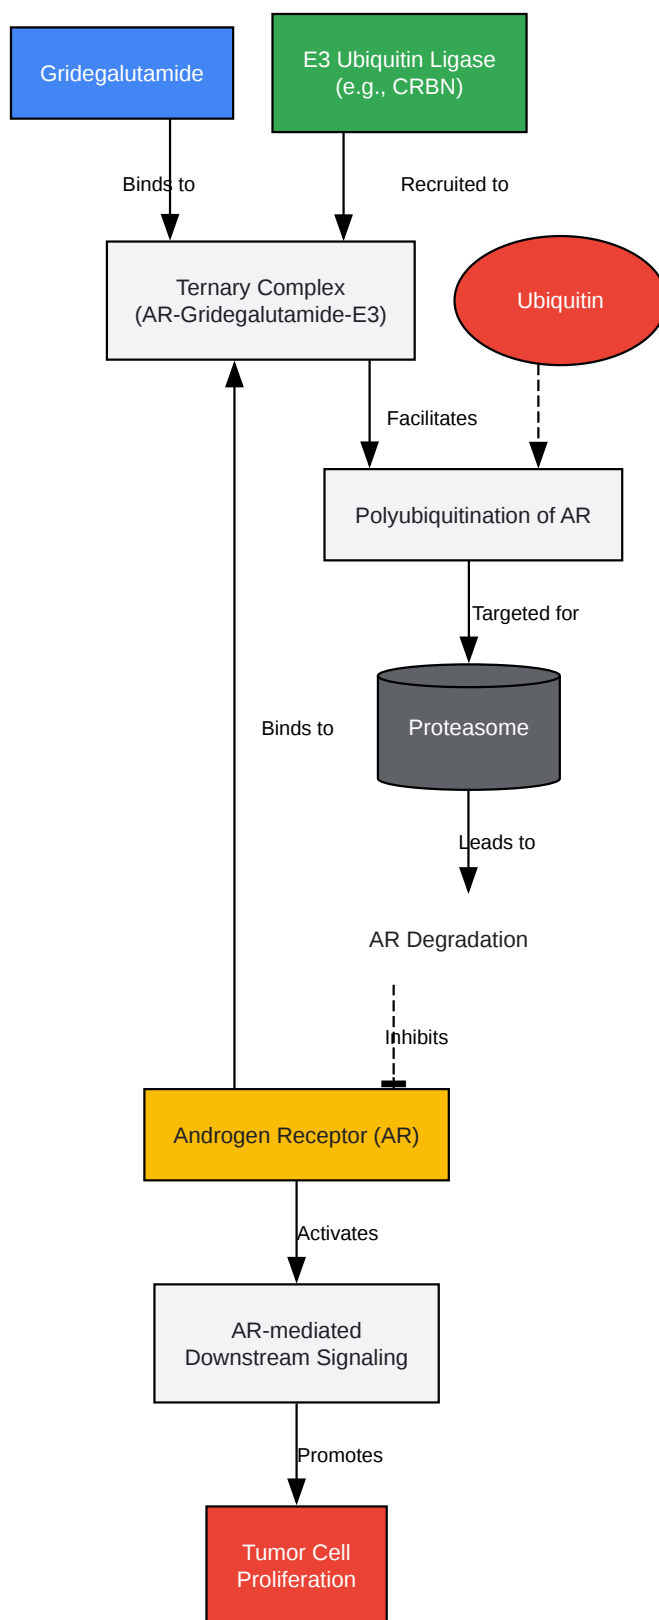 Gridegalutamide
E3 Ubiquitin Ligase
(e.g., CRBN)
Binds to
Recruited to
Ternary Complex
(AR-Gridegalutamide-E3)
Ubiquitin
Facilitates
Polyubiquitination of AR
Targeted for
Binds to
Proteasome
Leads to
AR Degradation
Inhibits
Androgen Receptor (AR)
Activates
AR-mediated
Downstream Signaling
Promotes
Tumor Cell
Proliferation